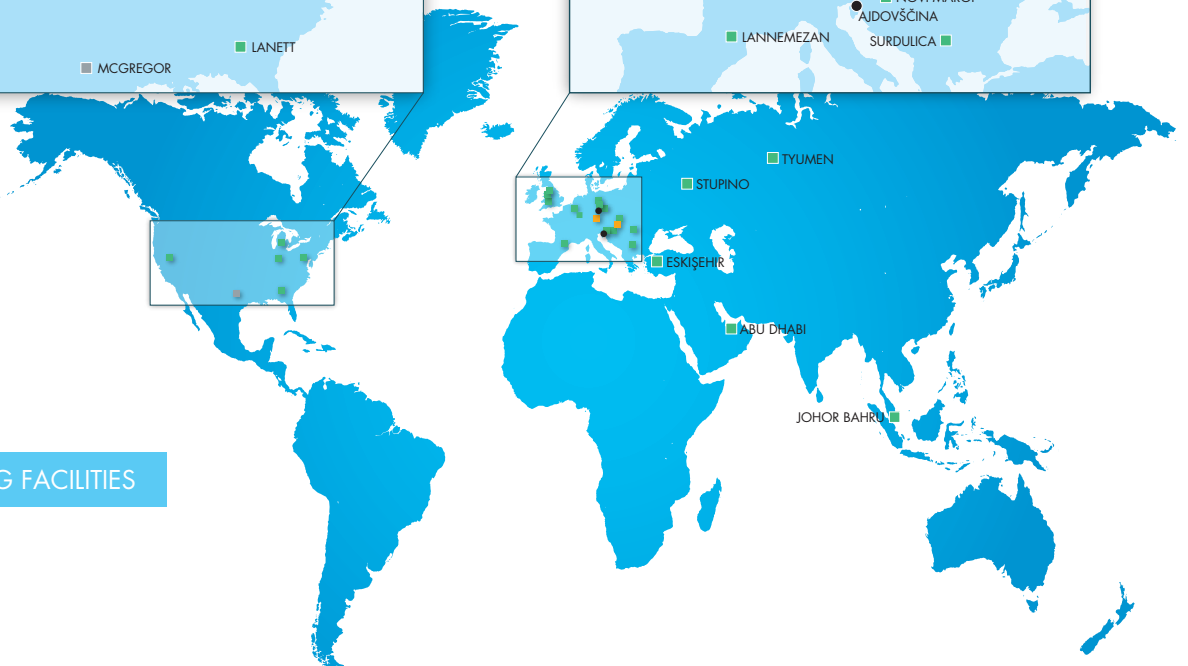 AJDOVŠČINA
LANETT
LANNEMEZAN
SURDULICA
MCGREGOR
TYUMEN
STUPINO
ESKIŞEHIR
ABU DHABI
JOHOR BAHRU
G FACILITIES